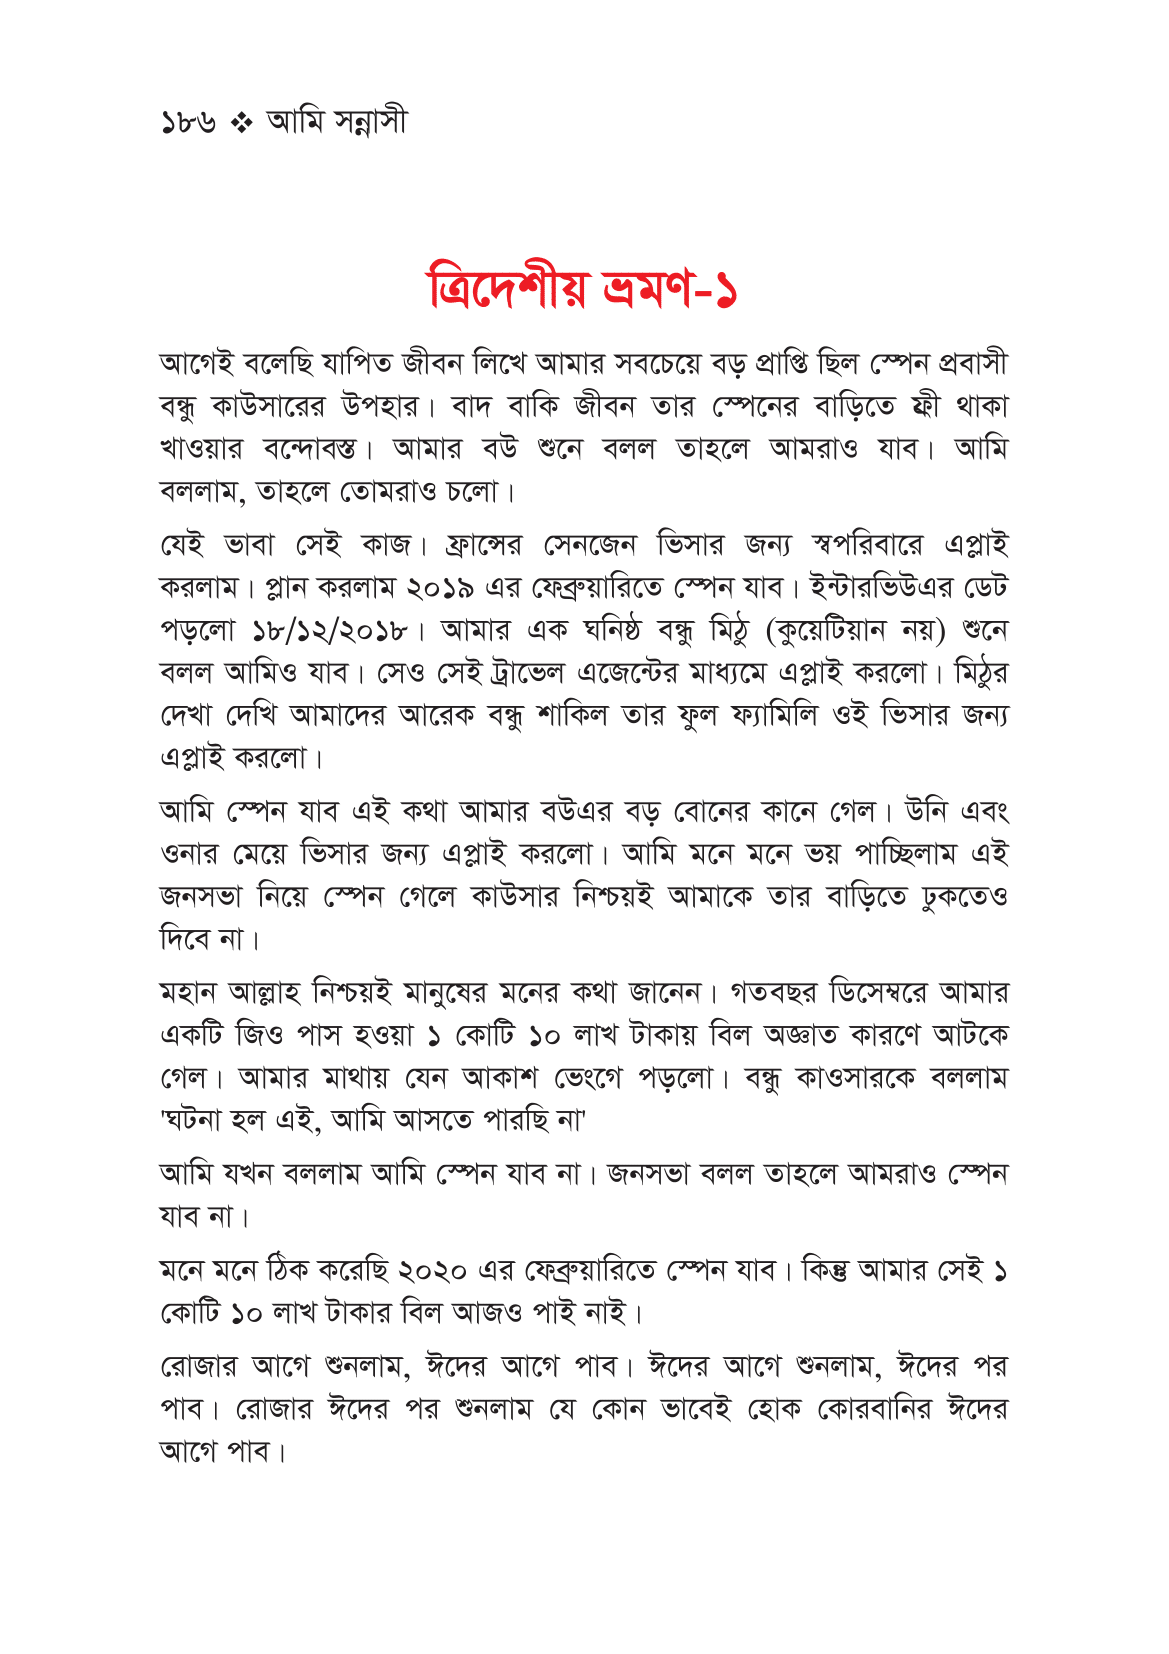 ১৮৬ ❖ আমি সন্নাসী
ত্রিদেশীয় ভ্রমণ-১
আগেই বলেছি যাপিত জীবন লিখে আমার সবচেয়ে বড় প্রাপ্তি ছিল স্পেন প্রবাসী
বন্ধু কাউসারের উপহার। বাদ বাকি জীবন তার স্পেনের বাড়িতে ফ্রী থাকা
খাওয়ার বন্দোবস্ত। আমার বউ শুনে বলল তাহলে আমরাও যাব। আমি
বললাম, তাহলে তোমরাও চলো।
যেই ভাবা সেই কাজ। ফ্রান্সের সেনজেন ভিসার জন্য স্বপরিবারে এপ্লাই
করলাম। প্লান করলাম ২০১৯ এর ফেব্রুয়ারিতে স্পেন যাব। ইন্টারভিউএর ডেট
পড়লো ১৮/১২/২০১৮। আমার এক ঘনিষ্ঠ বন্ধু মিঠু (কুয়েটিয়ান নয়) শুনে
বলল আমিও যাব। সেও সেই ট্রাভেল এজেন্টের মাধ্যমে এপ্লাই করলো। মিঠুর
দেখা দেখি আমাদের আরেক বন্ধু শাকিল তার ফুল ফ্যামিলি ওই ভিসার জন্য
এপ্লাই করলো।
আমি স্পেন যাব এই কথা আমার বউএর বড় বোনের কানে গেল। উনি এবং
ওনার মেয়ে ভিসার জন্য এপ্লাই করলো। আমি মনে মনে ভয় পাচ্ছিলাম এই
জনসভা নিয়ে স্পেন গেলে কাউসার নিশ্চয়ই আমাকে তার বাড়িতে ঢুকতেও
দিবে না।
মহান আল্লাহ নিশ্চয়ই মানুষের মনের কথা জানেন। গতবছর ডিসেম্বরে আমার
একটি জিও পাস হওয়া ১ কোটি ১০ লাখ টাকায় বিল অজ্ঞাত কারণে আটকে
গেল। আমার মাথায় যেন আকাশ ভেংগে পড়লো। বন্ধু কাওসারকে বললাম
'ঘটনা হল এই, আমি আসতে পারছি না'
আমি যখন বললাম আমি স্পেন যাব না। জনসভা বলল তাহলে আমরাও স্পেন
যাব না।
মনে মনে ঠিক করেছি ২০২০ এর ফেব্রুয়ারিতে স্পেন যাব। কিন্তু আমার সেই ১
কোটি ১০ লাখ টাকার বিল আজও পাই নাই।
রোজার আগে শুনলাম, ঈদের আগে পাব। ঈদের আগে শুনলাম, ঈদের পর
পাব। রোজার ঈদের পর শুনলাম যে কোন ভাবেই হোক কোরবানির ঈদের
আগে পাব।